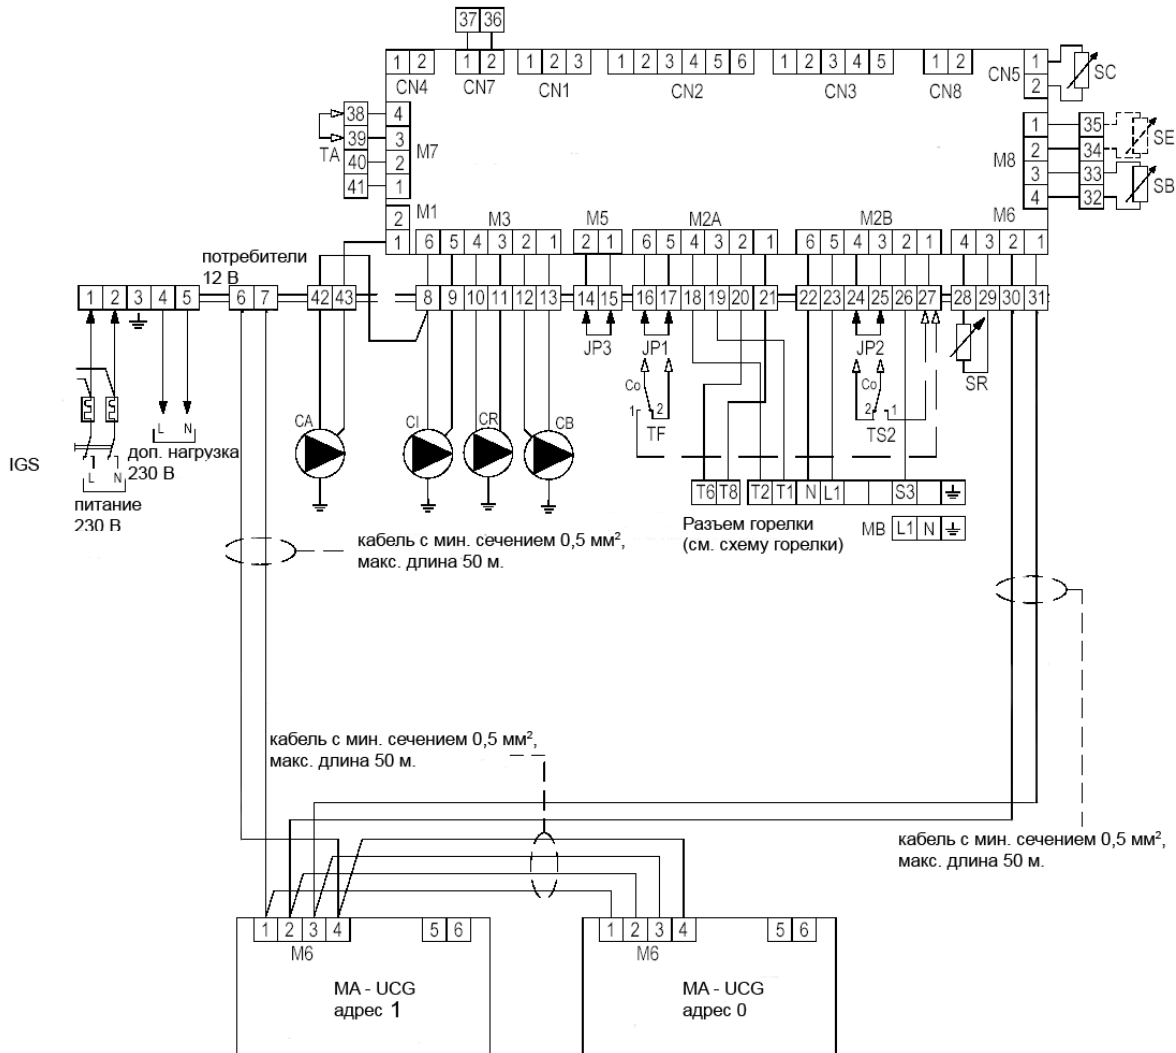 37 36
1 2 1 2 1 2 3 1 2 3 4 5 6 1 2 3 4 5 1 2 1
CN4 CN7 CN1 CN2 CN3 CN8 CN5 2 SC
38 4 1 35
39 3 2 34 SE
TA 40 2 M7 M8 3 33
41 1 4 32 SB
2 M1 M3 M5 M2A M2B M6
1 6 5 4 3 2 1 2 1 6 5 4 3 2 1 6 5 4 3 2 1 4 3 2 1
потребители
12 В
1 2 3 4 5 6 7 42 43 8 9 10 11 12 13 14 15 16 17 18 19 20 21 22 23 24 25 26 27 28 29 30 31
JP3 JP1 JP2 SR
Co Co
1 2 2 1
TF TS2
CA CI CR CB
L N
доп. нагрузка
230 В
IGS
L N
питание
230 В
T6 T8 T2 T1 N L1 S3
Разъем горелки
(см. схему горелки)
MB L1 N
кабель с мин. сечением 0,5 мм²,
макс. длина 50 м.
кабель с мин. сечением 0,5 мм²,
макс. длина 50 м.
кабель с мин. сечением 0,5 мм²,
макс. длина 50 м.
1 2 3 4 5 6 1 2 3 4 5 6
M6 M6
MA - UCG
адрес 1
MA - UCG
адрес 0